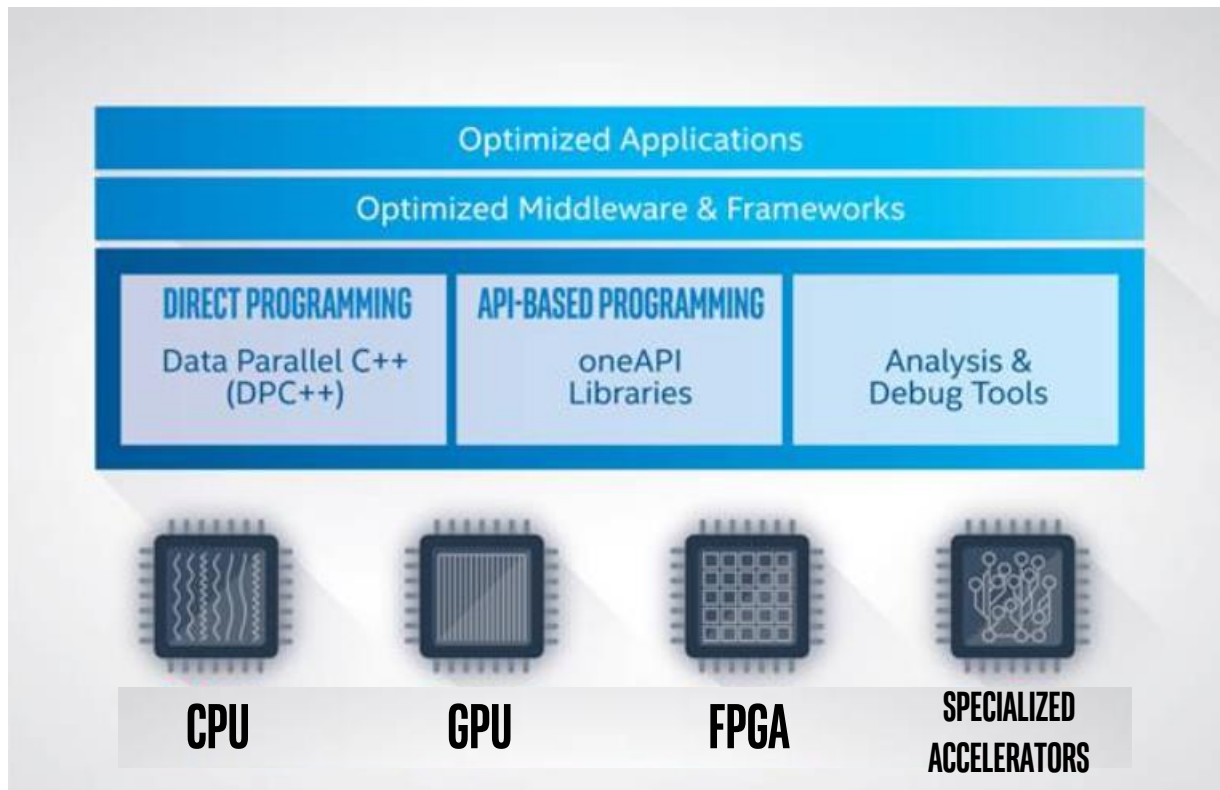 Optimized Applications
Optimized Middleware & Frameworks
DIRECT PROGRAMMING
Data Parallel C++
(DPC++)
API-BASED PROGRAMMING
oneAPI
Libraries
Analysis &
Debug Tools
CPU
GPU
FPGA
SPECIALIZED
ACCELERATORS